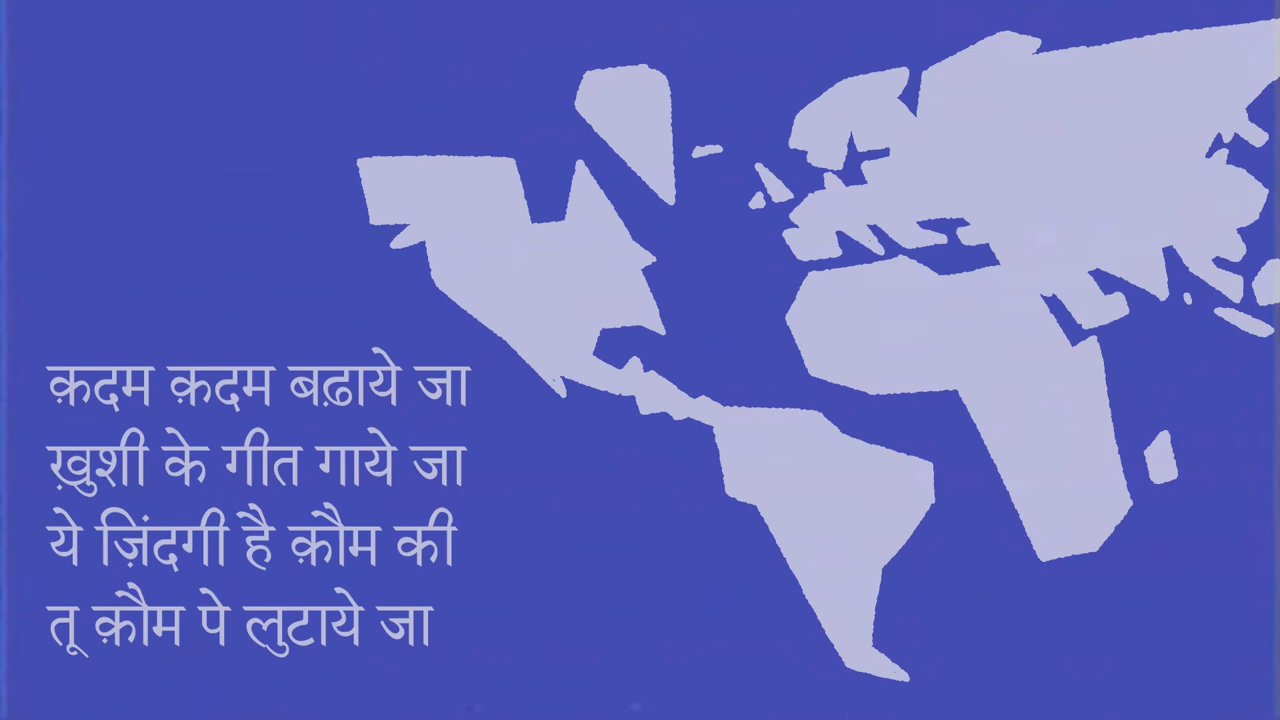 क़दम क़दम बढ़ाये जा
ख़ुशी के गीत गाये जा
ये ज़िंदगी है क़ौम की
तू क़ौम पे लुटाये जा